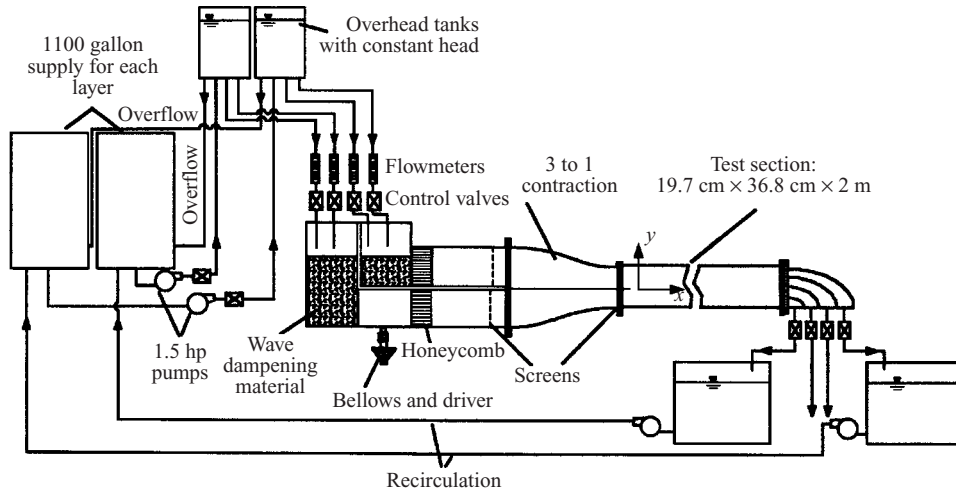 Overhead tanks
with constant head
1100 gallon
supply for each
layer
Overflow
Overflow
Flowmeters
Control valves
3 to 1
contraction
Test section:
19.7 cm × 36.8 cm × 2 m
y
x
1.5 hp
pumps
Wave
dampening
material
Honeycomb
Screens
Bellows and driver
Recirculation